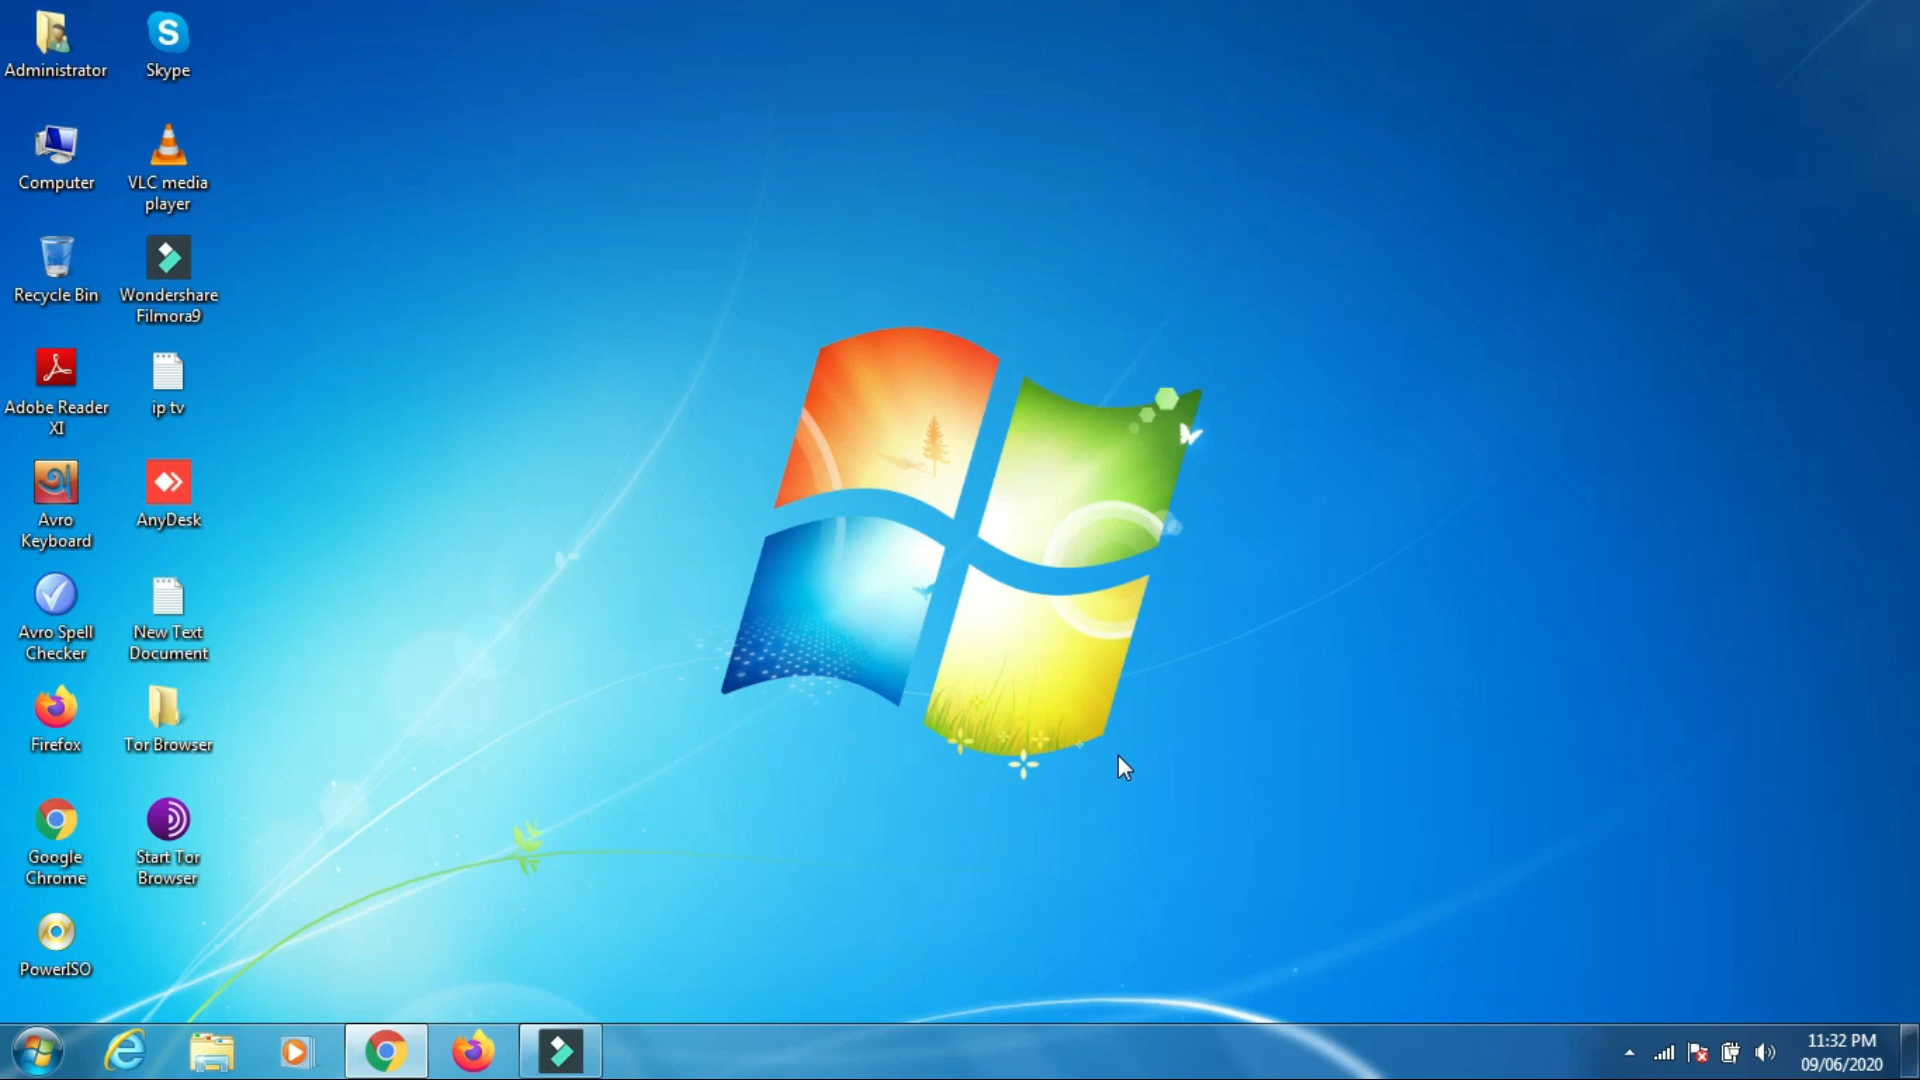 Administrator
Skype
Computer
VLC media
player
Recycle Bin
Wondershare
Filmora9
Adobe Reader
XI
ip tv
Avro
Keyboard
AnyDesk
Avro Spell
Checker
New Text
Document
Firefox
Tor Browser
Google
Chrome
Start Tor
Browser
PowerISO
11:32 PM
09/06/2020